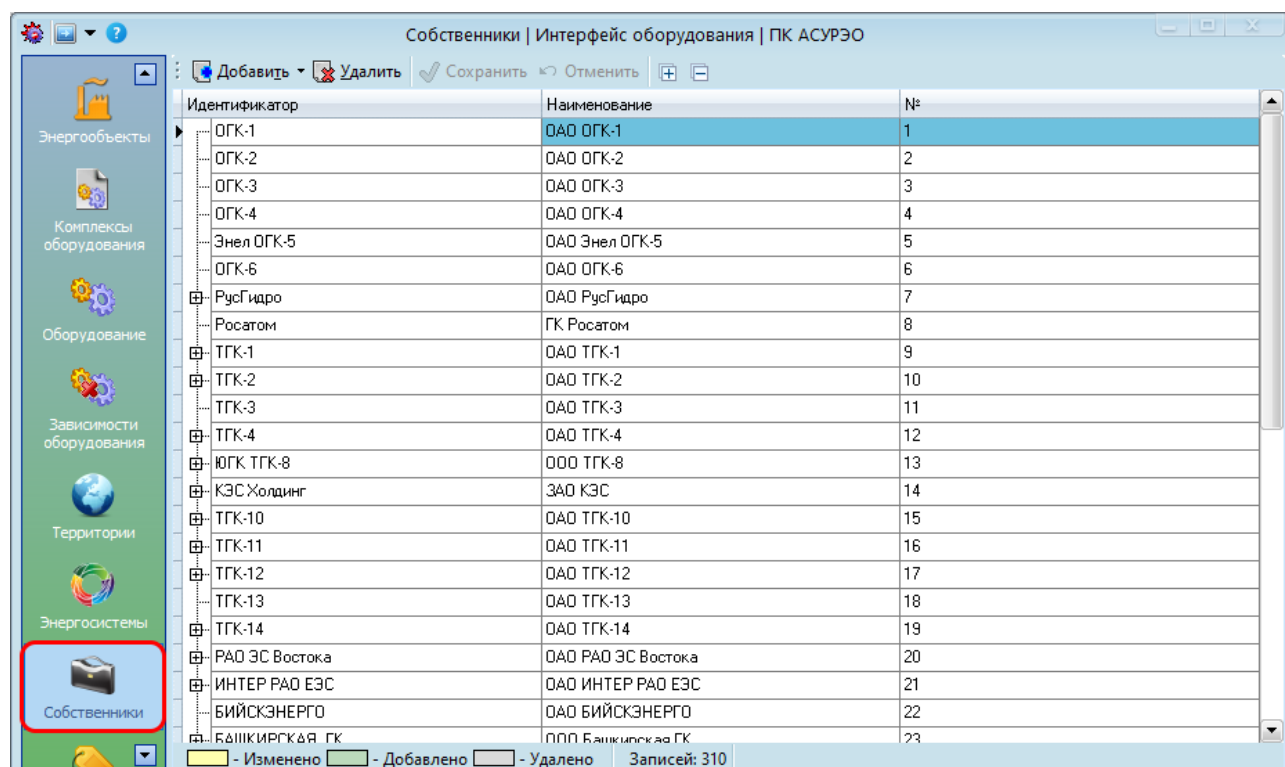 Собственники | Интерфейс оборудования | ПК АСУРЭО
Добавить Удалить Сохранить Отменить
Энергообъекты
Комплексы
оборудования
Оборудование
Зависимости
оборудования
Территории
Энергосистемы
Собственники
Идентификатор Наименование №
ОГК-1 ОАО ОГК-1 1
ОГК-2 ОАО ОГК-2 2
ОГК-3 ОАО ОГК-3 3
ОГК-4 ОАО ОГК-4 4
Энел ОГК-5 ОАО Энел ОГК-5 5
ОГК-6 ОАО ОГК-6 6
РусГидро ОАО РусГидро 7
Росатом ГК Росатом 8
ТГК-1 ОАО ТГК-1 9
ТГК-2 ОАО ТГК-2 10
ТГК-3 ОАО ТГК-3 11
ТГК-4 ОАО ТГК-4 12
ЮГК ТГК-8 ООО ТГК-8 13
КЭС Холдинг ЗАО КЭС 14
ТГК-10 ОАО ТГК-10 15
ТГК-11 ОАО ТГК-11 16
ТГК-12 ОАО ТГК-12 17
ТГК-13 ОАО ТГК-13 18
ТГК-14 ОАО ТГК-14 19
РАО ЭС Востока ОАО РАО ЭС Востока 20
ИНТЕР РАО ЕЭС ОАО ИНТЕР РАО ЕЭС 21
БИЙСКЭНЕРГО ОАО БИЙСКЭНЕРГО 22
БАШКИРСКАЯ ГК ООО Башкирская ГК 23
- Изменено - Добавлено - Удалено Записей: 310